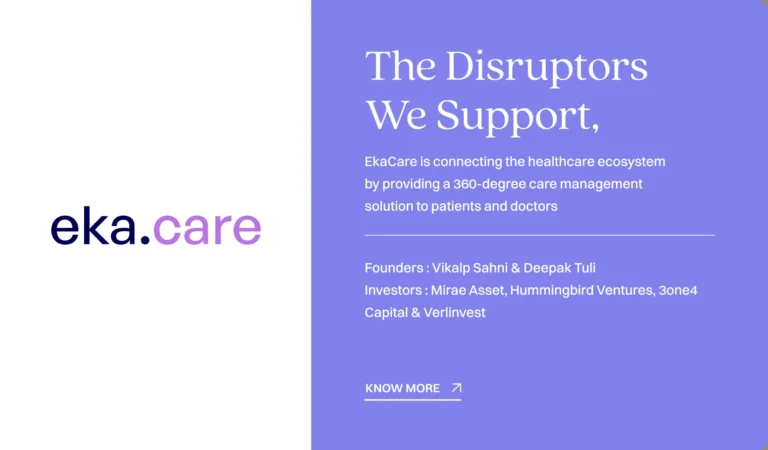 eka.care
The Disruptors
We Support,
EkaCare is connecting the healthcare ecosystem
by providing a 360-degree care management
solution to patients and doctors
Founders : Vikalp Sahni & Deepak Tuli
Investors : Mirae Asset, Hummingbird Ventures, 3one4
Capital & Verlinvest
KNOW MORE